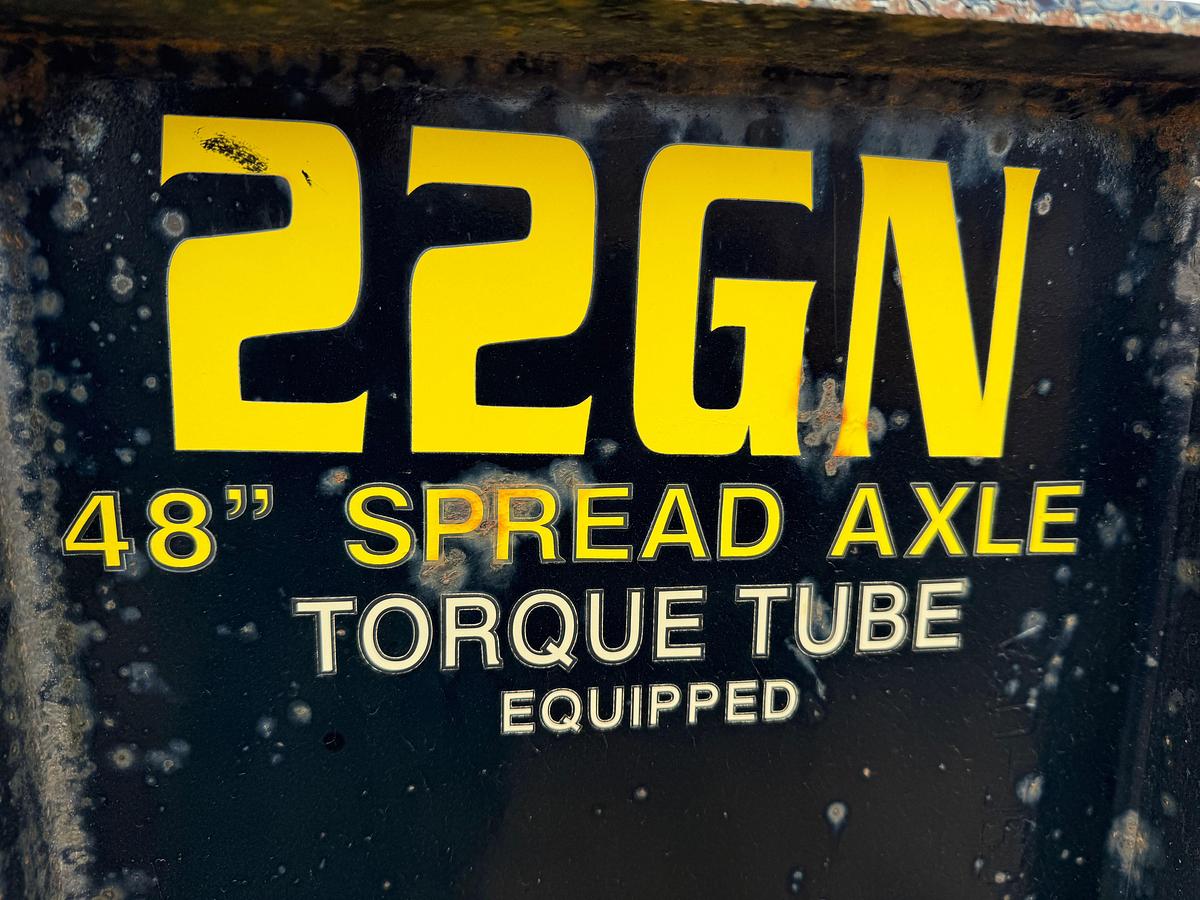 22GN
48” SPREAD AXLE
TORQUE TUBE
EQUIPPED